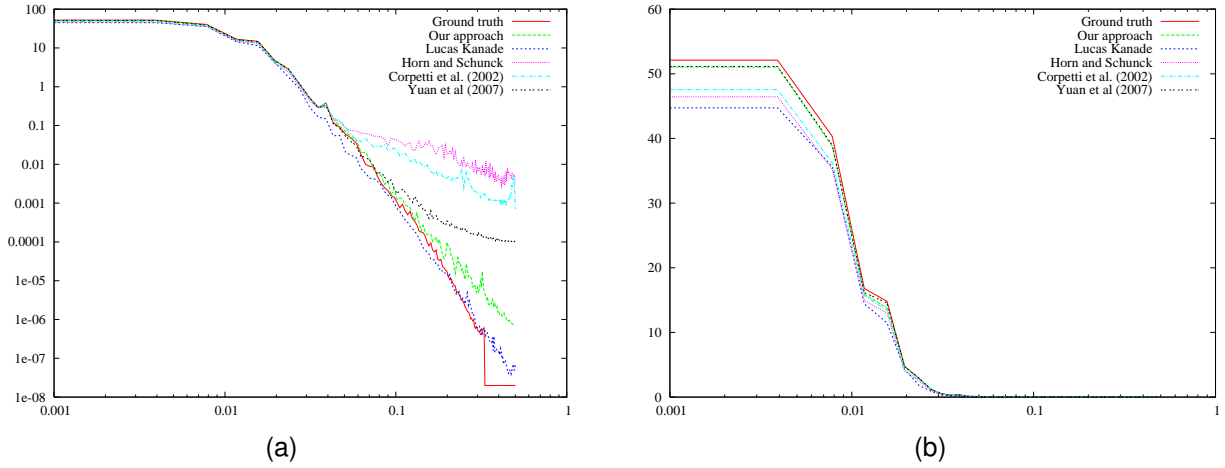 100
10
1
0.1
0.01
0.001
0.0001
1e-05
1e-06
1e-07
1e-08
0.001
0.01
0.1
1
Ground truth
Our approach
Lucas Kanade
Horn and Schunck
Corpetti et al. (2002)
Yuan et al (2007)
(a)
60
50
40
30
20
10
0
0.001
0.01
0.1
1
Ground truth
Our approach
Lucas Kanade
Horn and Schunck
Corpetti et al. (2002)
Yuan et al (2007)
(b)